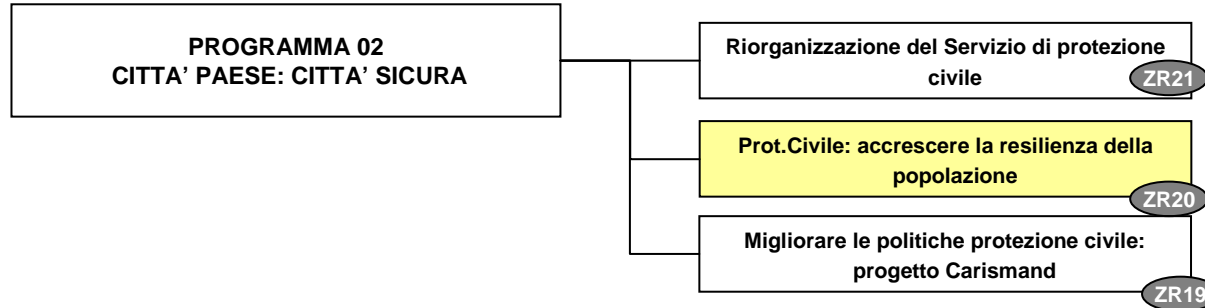 PROGRAMMA 02
CITTA' PAESE: CITTA' SICURA
Riorganizzazione del Servizio di protezione
civile
ZR21
Prot.Civile: accrescere la resilienza della
popolazione
ZR20
Migliorare le politiche protezione civile:
progetto Carismand
ZR19